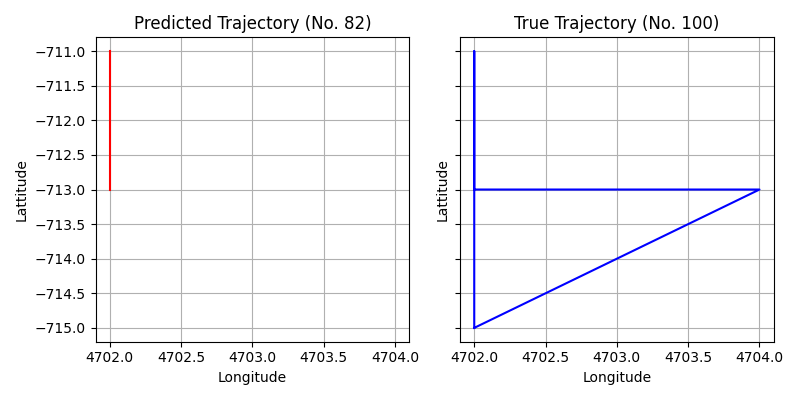 Predicted Trajectory (No. 82)
True Trajectory (No. 100)
Lattitude
−711.0
−711.5
−712.0
−712.5
−713.0
−713.5
−714.0
−714.5
−715.0
4702.0 4702.5 4703.0 4703.5 4704.0
Longitude
Lattitude
4702.0 4702.5 4703.0 4703.5 4704.0
Longitude